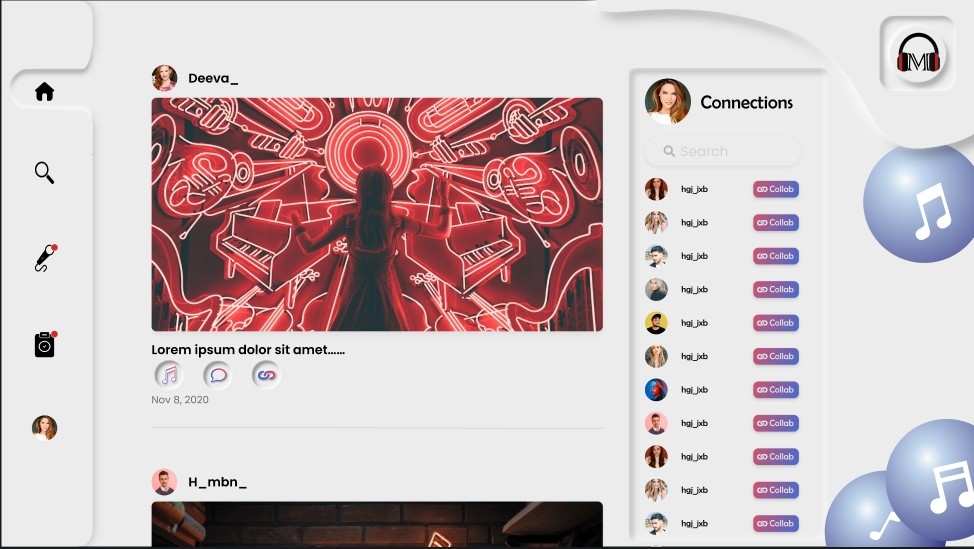 Deeva_
Lorem ipsum dolor sit amet......
Nov 8, 2020
H_mbn_
Connections
Search
hgj_jxb Collab
hgj_jxb Collab
hgj_jxb Collab
hgj_jxb Collab
hgj_jxb Collab
hgj_jxb Collab
hgj_jxb Collab
hgj_jxb Collab
hgj_jxb Collab
hgj_jxb Collab
hgj_jxb Collab
M